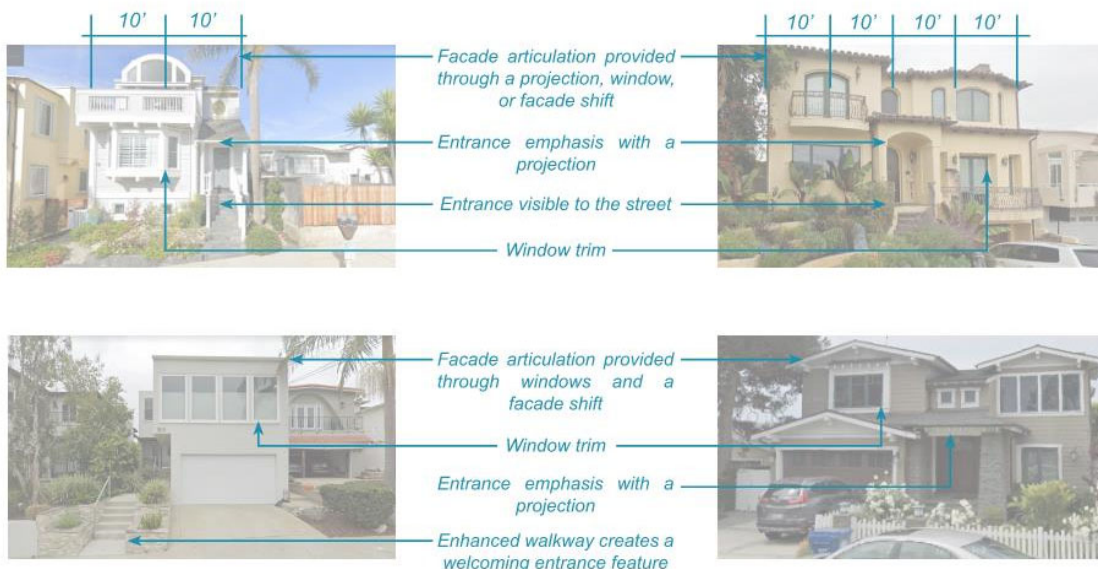 10’ 10’
10’ 10’ 10’ 10’
Facade articulation provided
through a projection, window,
or facade shift
Entrance emphasis with a
projection
Entrance visible to the street
Window trim
Facade articulation provided
through windows and a
facade shift
Window trim
Entrance emphasis with a
projection
Enhanced walkway creates a
welcoming entrance feature